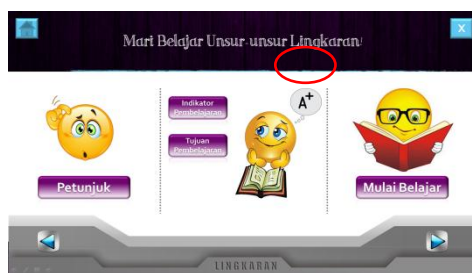 Mari Belajar Unsur-unsur Lingkaran!
X
Indikator
Pembelajaran
A+
Tujuan
Pembelajaran
Petunjuk
Mulai Belajar
LINGKARAN